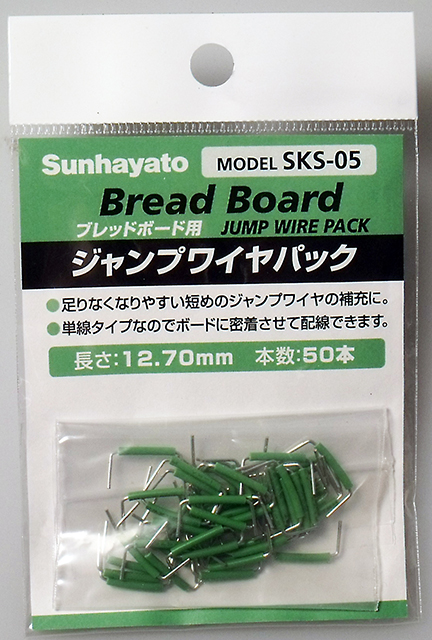 Sunhayato MODEL SKS-05
Bread Board
ブレッドボード用 JUMP WIRE PACK
ジャンプワイヤパック
●足りなくなりやすい短めのジャンプワイヤの補充に。
●単線タイプなのでボードに密着させて配線できます。
長さ:12.70mm 本数:50本